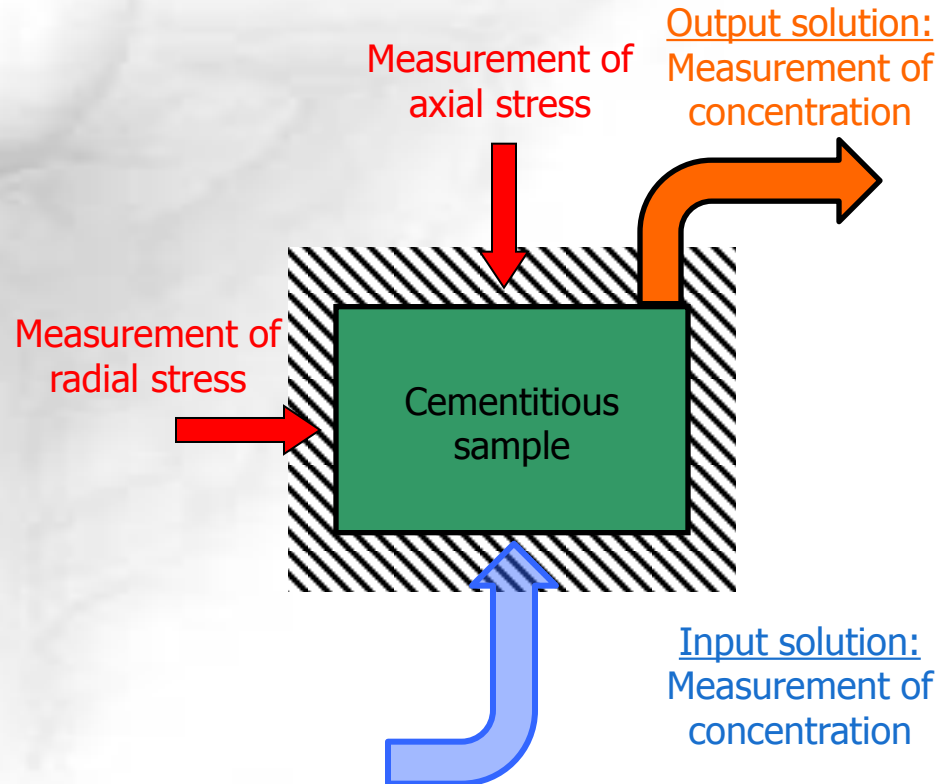 Output solution:
Measurement of
concentration
Measurement of
axial stress
Measurement of
radial stress
Cementitious
sample
Input solution:
Measurement of
concentration